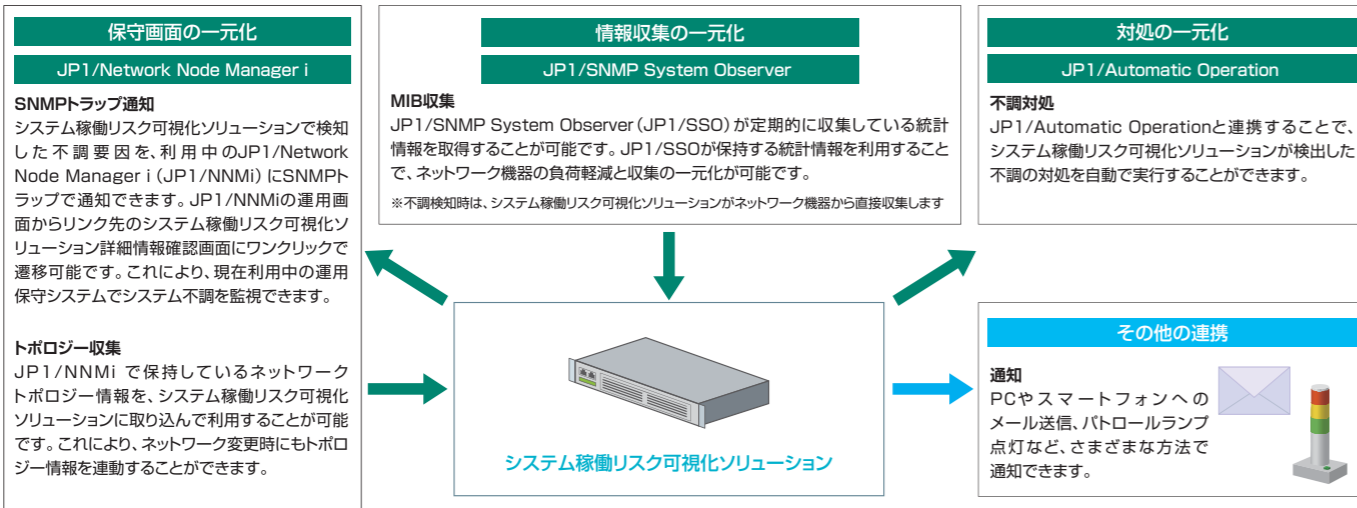 保守画面の一元化
JP1/Network Node Manager i
SNMPトラップ通知
システム稼働リスク可視化ソリューションで検知
した不調要因を、利用中のJP1/Network
Node Manager i（JP1/NNMi）にSNMPト
ラップで通知できます。JP1/NNMiの運用画
面からリンク先のシステム稼働リスク可視化ソ
リューション詳細情報確認画面にワンクリックで
遷移可能です。これにより、現在利用中の運用
保守システムでシステム不調を監視できます。
トポロジー収集
JP1/NNMi で保持しているネットワーク
トポロジー情報を、システム稼働リスク可視化
ソリューションに取り込んで利用することが可能
です。これにより、ネットワーク変更時にもトポロ
ジー情報を連動することができます。
情報収集の一元化
JP1/SNMP System Observer
MIB収集
JP1/SNMP System Observer（JP1/SSO）が定期的に収集している統計
情報を取得することが可能です。JP1/SSOが保持する統計情報を利用すること
で、ネットワーク機器の負荷軽減と収集の一元化が可能です。
※不調検知時は、システム稼働リスク可視化ソリューションがネットワーク機器から直接収集します
システム稼働リスク可視化ソリューション
対処の一元化
JP1/Automatic Operation
不調対処
JP1/Automatic Operationと連携することで、
システム稼働リスク可視化ソリューションが検出した
不調の対処を自動で実行することができます。
その他の連携
通知
PCやスマートフォンへの
メール送信、パトロールランプ
点灯など、さまざまな方法で
通知できます。